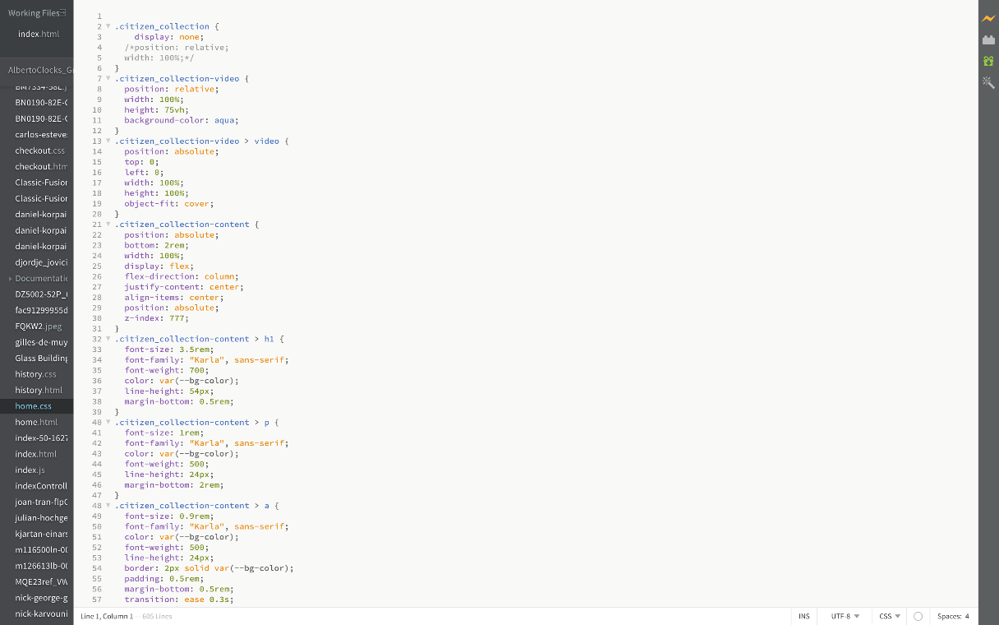 Working Files
index.html
AlbertoClocks_Gi
BM7334-58L.j
BN0190-82E-C
BN0190-82E-C
carlos-esteve
checkout.css
checkout.htm
Classic-Fusion
Classic-Fusion
daniel-korpai
daniel-korpai
daniel-korpai
djordje_jovici
Documentatio
DZ5002-52P_
fac91299955d
FQKW2.jpeg
gilles-de-muy
Glass Building
history.css
history.html
home.css
home.html
index-50-1627
index.html
index.js
indexControll
joan-tran-flpC
julian-hochge
kjartan-einars
m116500ln-00
m126613lb-00
MQE23ref_VW
nick-george-g
nick-karvouni
1
2 .citizen_collection {
3 display: none;
4 /*position: relative;
5 width: 100%;*/
6 }
7 .citizen_collection-video {
8 position: relative;
9 width: 100%;
10 height: 75vh;
11 background-color: aqua;
12 }
13 .citizen_collection-video > video {
14 position: absolute;
15 top: 0;
16 left: 0;
17 width: 100%;
18 height: 100%;
19 object-fit: cover;
20 }
21 .citizen_collection-content {
22 position: absolute;
23 bottom: 2rem;
24 width: 100%;
25 display: flex;
26 flex-direction: column;
27 justify-content: center;
28 align-items: center;
29 position: absolute;
30 z-index: 777;
31 }
32 .citizen_collection-content > h1 {
33 font-size: 3.5rem;
34 font-family: "Karla", sans-serif;
35 font-weight: 700;
36 color: var(--bg-color);
37 line-height: 54px;
38 margin-bottom: 0.5rem;
39 }
40 .citizen_collection-content > p {
41 font-size: 1rem;
42 font-family: "Karla", sans-serif;
43 color: var(--bg-color);
44 font-weight: 500;
45 line-height: 24px;
46 margin-bottom: 2rem;
47 }
48 .citizen_collection-content > a {
49 font-size: 0.9rem;
50 font-family: "Karla", sans-serif;
51 color: var(--bg-color);
52 font-weight: 500;
53 line-height: 24px;
54 border: 2px solid var(--bg-color);
55 padding: 0.5rem;
56 margin-bottom: 0.5rem;
57 transition: ease 0.3s;
Line 1, Column 1 — 605 Lines
INS
UTF-8
CSS
Spaces: 4